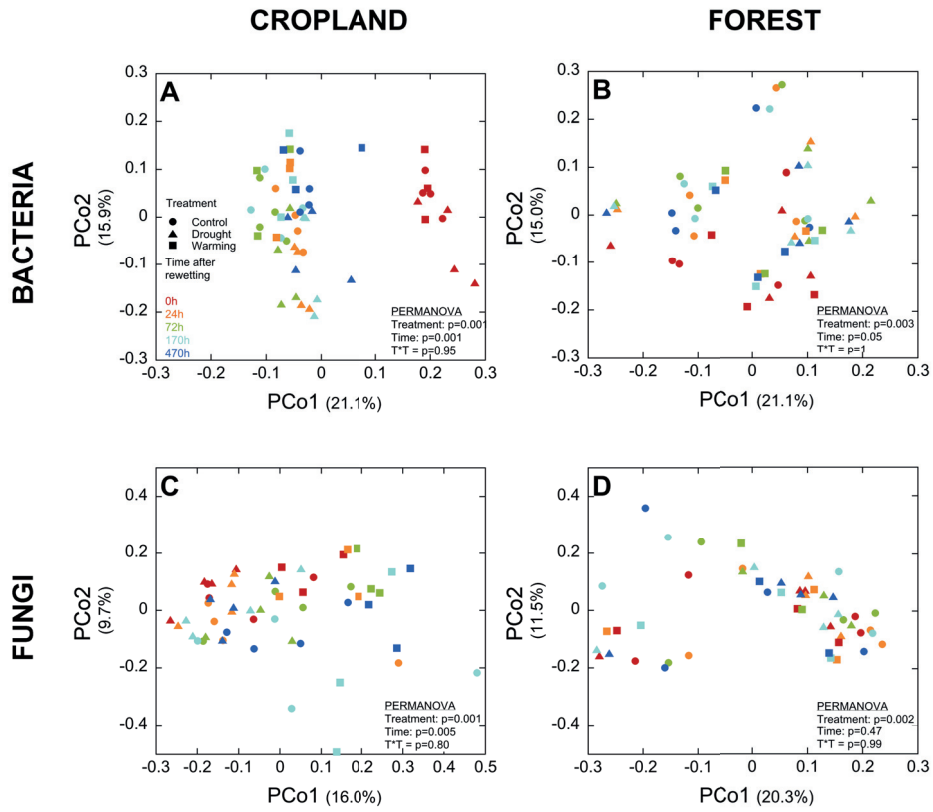 CROPLAND
FOREST
BACTERIA
FUNGI
A
0.3
0.2
0.1
0
-0.1
-0.2
-0.3
PCo2 (15.9%)
Treatment
Control
Drought
Warming
Time after
rewetting
0h
24h
72h
170h
470h
PERMANOVA
Treatment: p=0.001
Time: p=0.001
T*T = p=0.95
-0.3 -0.2 -0.1 0 0.1 0.2 0.3
PCo1 (21.1%)
B
0.3
0.2
0.1
0
-0.1
-0.2
-0.3
PCo2 (15.0%)
PERMANOVA
Treatment: p=0.003
Time: p=0.05
T*T = p=1
-0.3 -0.2 -0.1 0 0.1 0.2 0.3
PCo1 (21.1%)
C
0.4
0.2
0
-0.2
-0.4
PCo2 (9.7%)
PERMANOVA
Treatment: p=0.001
Time: p=0.005
T*T = p=0.80
-0.3 -0.2 -0.1 0 0.1 0.2 0.3 0.4 0.5
PCo1 (16.0%)
D
0.4
0.2
0
-0.2
-0.4
PCo2 (11.5%)
PERMANOVA
Treatment: p=0.002
Time: p=0.47
T*T = p=0.99
-0.3 -0.2 -0.1 0 0.1 0.2 0.3
PCo1 (20.3%)